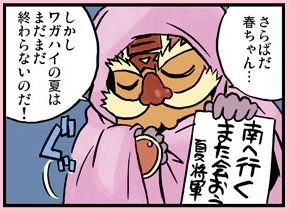 さらばだ
春ちゃん…
しかし
ワガハイの夏は
まだまだ
終わらないのだ!
南へ行く
また会おう
夏将軍